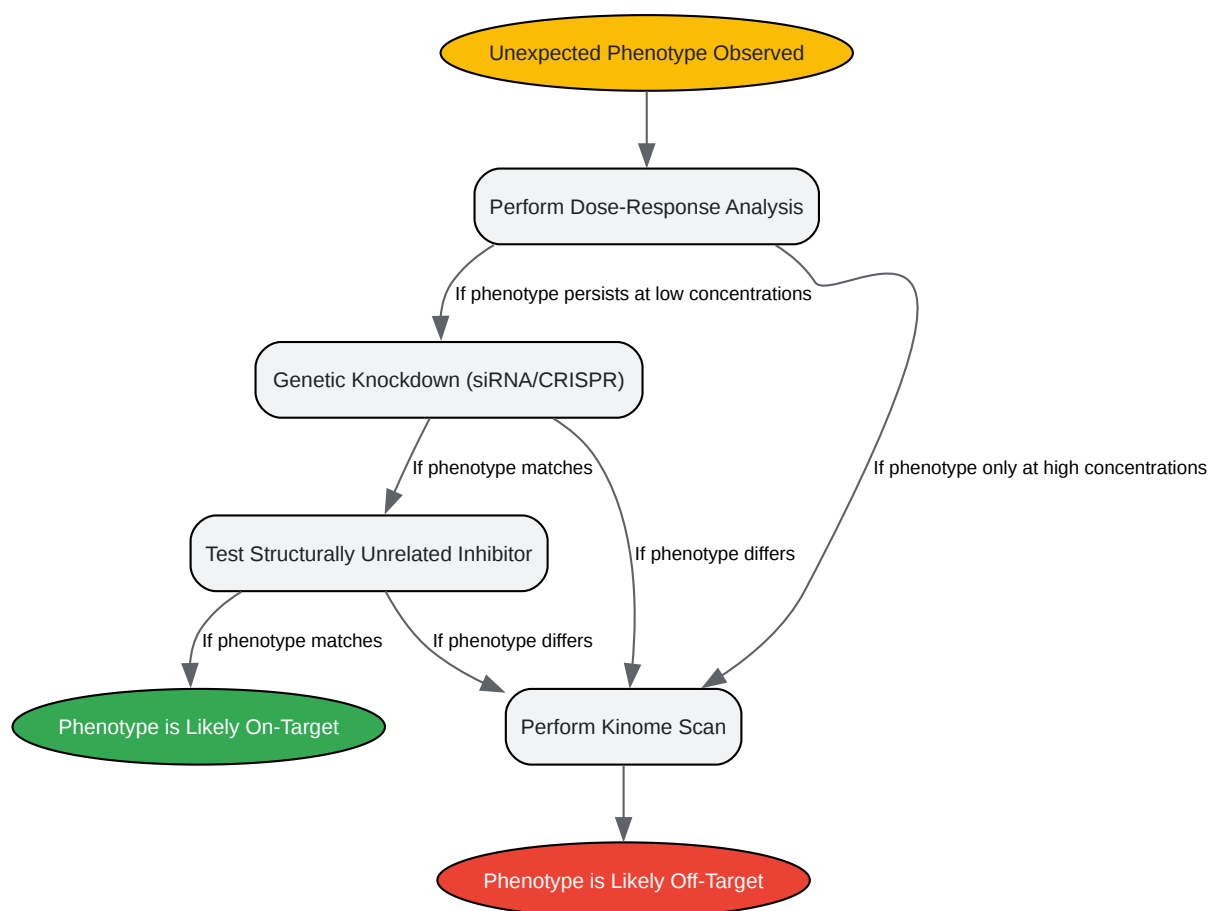 Unexpected Phenotype Observed
Perform Dose-Response Analysis
If phenotype persists at low concentrations
Genetic Knockdown (siRNA/CRISPR)
If phenotype matches
If phenotype only at high concentrations
Test Structurally Unrelated Inhibitor
If phenotype differs
If phenotype matches
If phenotype differs
Phenotype is Likely On-Target
Perform Kinome Scan
Phenotype is Likely Off-Target